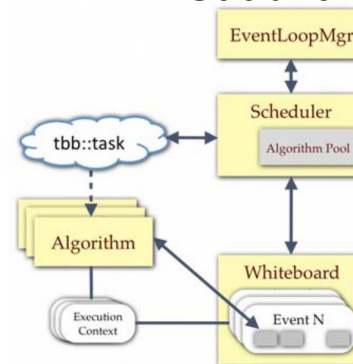 EventLoopMgr
Scheduler
tbb::task
Algorithm Pool
Algorithm
Whiteboard
Execution
Context
Event N